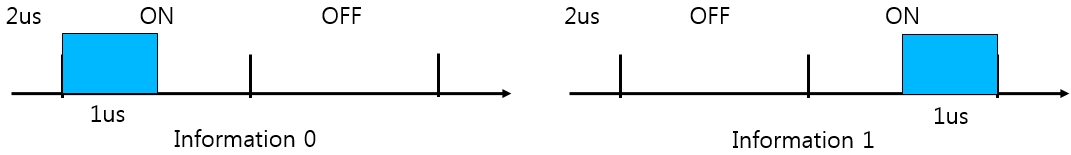 2us ON OFF
1us
Information 0
2us OFF ON
1us
Information 1